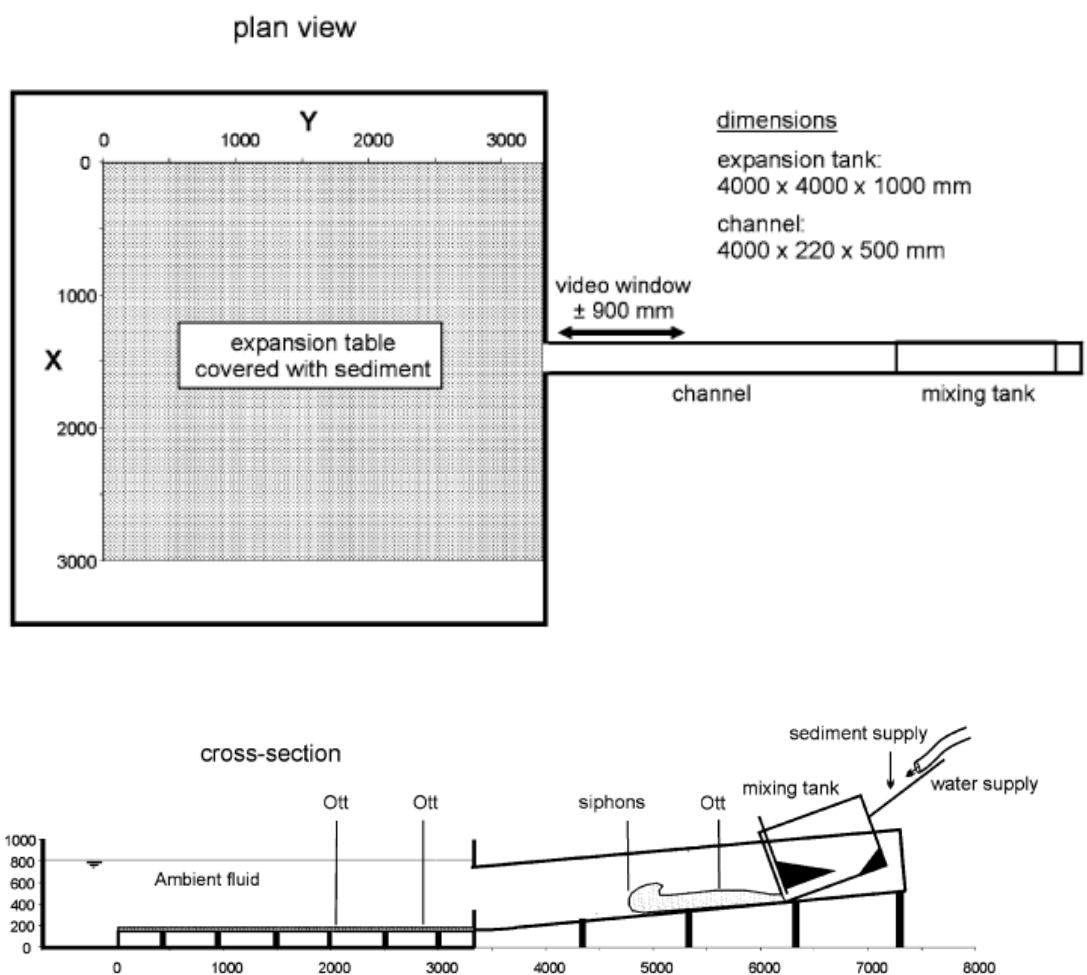 plan view
Y
0 1000 2000 3000
0
1000
X
2000
3000
expansion table
covered with sediment
dimensions
expansion tank:
4000 x 4000 x 1000 mm
channel:
4000 x 220 x 500 mm
video window
± 900 mm
channel
mixing tank
cross-section
sediment supply
water supply
mixing tank
Ott
Ott
siphons
Ott
Ambient fluid
1000
800
600
400
200
0
0 1000 2000 3000 4000 5000 6000 7000 8000